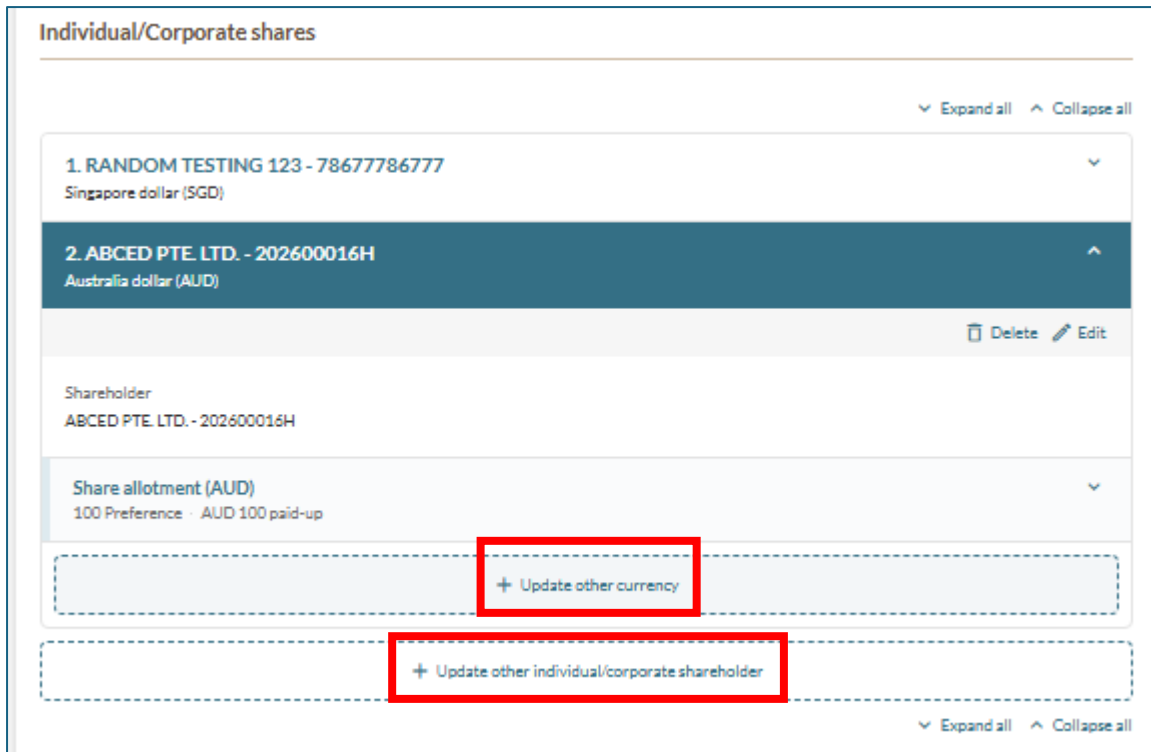 Individual/Corporate shares
Expand all Collapse all
1. RANDOM TESTING 123 - 78677786777
Singapore dollar (SGD)
2. ABCED PTE. LTD. - 202600016H
Australia dollar (AUD)
Delete Edit
Shareholder
ABCED PTE. LTD. - 202600016H
Share allotment (AUD)
100 Preference · AUD 100 paid-up
+ Update other currency
+ Update other individual/corporate shareholder
Expand all Collapse all